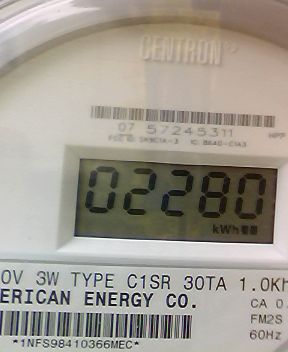 CENTRON
07 57245311
HPP
02280
kWh
0V 3W TYPE C1SR 30TA 1.0Kh
ERICAN ENERGY CO.
CA 0.
FM2S
60Hz
*1NFS98410366MEC*